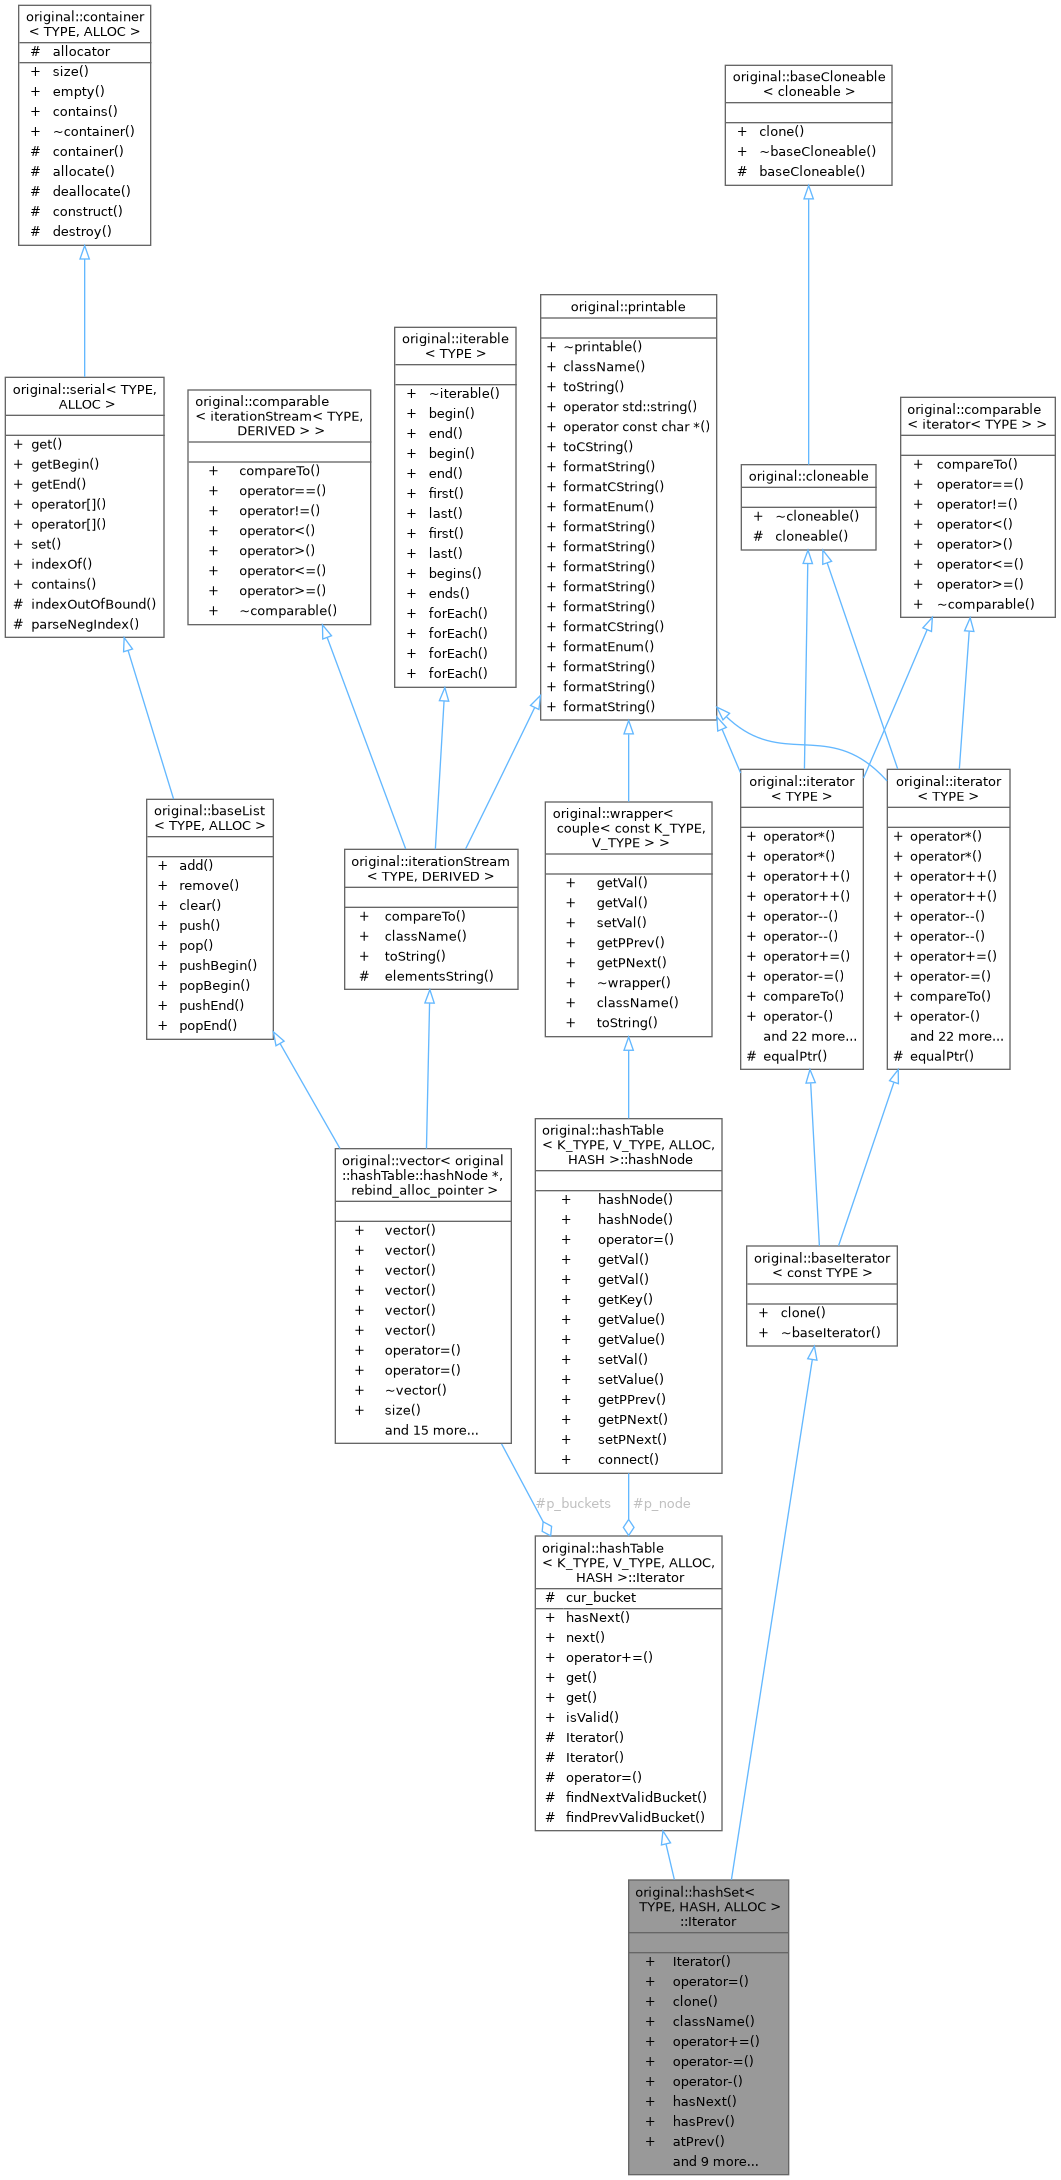 original::container
< TYPE, ALLOC >
# allocator
+ size()
+ empty()
+ contains()
+ ~container()
# container()
# allocate()
# deallocate()
# construct()
# destroy()
original::baseCloneable
< cloneable >
+ clone()
+ ~baseCloneable()
# baseCloneable()
original::printable
+ ~printable()
+ className()
+ toString()
+ operator std::string()
+ operator const char *()
+ toCString()
+ formatString()
+ formatCString()
+ formatEnum()
+ formatString()
+ formatString()
+ formatString()
+ formatString()
+ formatString()
+ formatCString()
+ formatEnum()
+ formatString()
+ formatString()
+ formatString()
original::iterable
< TYPE >
+ ~iterable()
+ begin()
+ end()
+ begin()
+ end()
+ first()
+ last()
+ first()
+ last()
+ begins()
+ ends()
+ forEach()
+ forEach()
+ forEach()
+ forEach()
original::serial< TYPE,
ALLOC >
+ get()
+ getBegin()
+ getEnd()
+ operator[]()
+ operator[]()
+ set()
+ indexOf()
+ contains()
# indexOutOfBound()
# parseNegIndex()
original::comparable
< iterationStream< TYPE,
DERIVED > >
+ compareTo()
+ operator==()
+ operator!=()
+ operator<()
+ operator>()
+ operator<=()
+ operator>=()
+ ~comparable()
original::comparable
< iterator< TYPE > >
+ compareTo()
+ operator==()
+ operator!=()
+ operator<()
+ operator>()
+ operator<=()
+ operator>=()
+ ~comparable()
original::cloneable
+ ~cloneable()
# cloneable()
original::baseList
< TYPE, ALLOC >
+ add()
+ remove()
+ clear()
+ push()
+ pop()
+ pushBegin()
+ popBegin()
+ pushEnd()
+ popEnd()
original::iterationStream
< TYPE, DERIVED >
+ compareTo()
+ className()
+ toString()
# elementsString()
original::wrapper<
couple< const K_TYPE,
V_TYPE > >
+ getVal()
+ getVal()
+ setVal()
+ getPPrev()
+ getPNext()
+ ~wrapper()
+ className()
+ toString()
original::iterator
< TYPE >
+ operator*()
+ operator*()
+ operator++()
+ operator++()
+ operator--()
+ operator--()
+ operator+=()
+ operator-=()
+ compareTo()
+ operator-()
and 22 more...
# equalPtr()
original::iterator
< TYPE >
+ operator*()
+ operator*()
+ operator++()
+ operator++()
+ operator--()
+ operator--()
+ operator+=()
+ operator-=()
+ compareTo()
+ operator-()
and 22 more...
# equalPtr()
original::vector< original
::hashTable::hashNode *,
rebind_alloc_pointer >
+ vector()
+ vector()
+ vector()
+ vector()
+ vector()
+ vector()
+ operator=()
+ operator=()
+ ~vector()
+ size()
and 15 more...
original::hashTable
< K_TYPE, V_TYPE, ALLOC,
HASH >::hashNode
+ hashNode()
+ hashNode()
+ operator=()
+ getVal()
+ getVal()
+ getKey()
+ getValue()
+ getValue()
+ setVal()
+ setValue()
+ getPPrev()
+ getPNext()
+ setPNext()
+ connect()
original::baseIterator
< const TYPE >
+ clone()
+ ~baseIterator()
#p_buckets
#p_node
original::hashTable
< K_TYPE, V_TYPE, ALLOC,
HASH >::Iterator
# cur_bucket
+ hasNext()
+ next()
+ operator+=()
+ get()
+ get()
+ isValid()
# Iterator()
# Iterator()
# operator=()
# findNextValidBucket()
# findPrevValidBucket()
original::hashSet<
TYPE, HASH, ALLOC >
::Iterator
+ Iterator()
+ operator=()
+ clone()
+ className()
+ operator+=()
+ operator-=()
+ operator-()
+ hasNext()
+ hasPrev()
+ atPrev()
and 9 more...